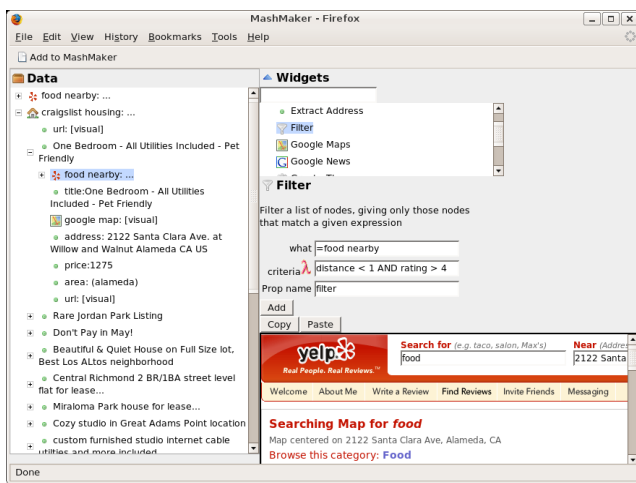 MashMaker - Firefox
File Edit View History Bookmarks Tools Help
Add to MashMaker
Data
food nearby: ...
craigslist housing: ...
url: [visual]
One Bedroom - All Utilities Included - Pet
Friendly
food nearby: ...
title:One Bedroom - All Utilities
Included - Pet Friendly
google map: [visual]
address: 2122 Santa Clara Ave. at
Willow and Walnut Alameda CA US
price:1275
area: (alameda)
url: [visual]
Rare Jordan Park Listing
Don't Pay in May!
Beautiful & Quiet House on Full Size lot,
Best Los ALtos neighborhood
Central Richmond 2 BR/1BA street level
flat for lease...
Miraloma Park house for lease...
Cozy studio in Great Adams Point location
custom furnished studio internet cable
utilties and more included
Widgets
Extract Address
Filter
Google Maps
Google News
Filter
Filter a list of nodes, giving only those nodes
that match a given expression
what =food nearby
criteria λ distance < 1 AND rating > 4
Prop name filter
Add
Copy Paste
yelp
Real People. Real Reviews.™
Search for (e.g. taco, salon, Max's) Near (Addres
food 2122 Santa
Welcome About Me Write a Review Find Reviews Invite Friends Messaging
Searching Map for food
Map centered on 2122 Santa Clara Ave, Alameda, CA
Browse this category: Food
Done